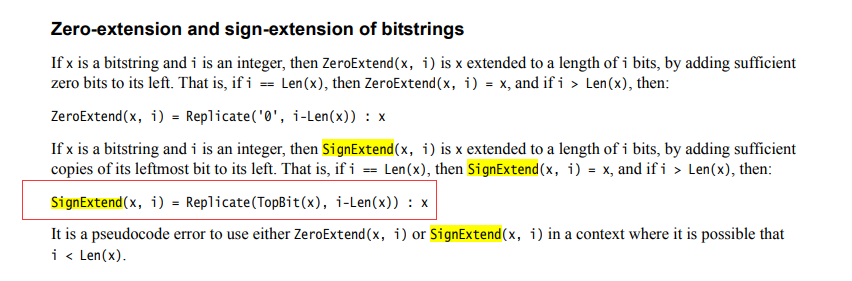 Zero-extension and sign-extension of bitstrings
If x is a bitstring and i is an integer, then ZeroExtend(x, i) is x extended to a length of i bits, by adding sufficient
zero bits to its left. That is, if i == Len(x), then ZeroExtend(x, i) = x, and if i > Len(x), then:
ZeroExtend(x, i) = Replicate('0', i-Len(x)) : x
If x is a bitstring and i is an integer, then SignExtend(x, i) is x extended to a length of i bits, by adding sufficient
copies of its leftmost bit to its left. That is, if i == Len(x), then SignExtend(x, i) = x, and if i > Len(x), then:
SignExtend(x, i) = Replicate(TopBit(x), i-Len(x)) : x
It is a pseudocode error to use either ZeroExtend(x, i) or SignExtend(x, i) in a context where it is possible that
i < Len(x).